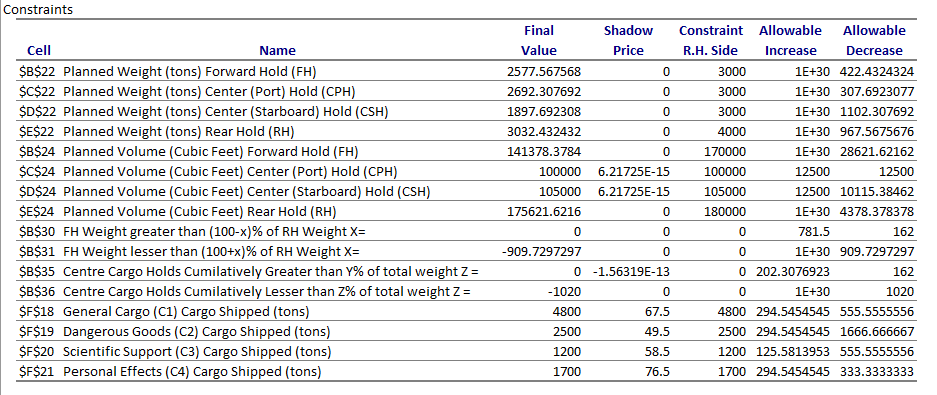 Constraints
Final Shadow Constraint Allowable Allowable
Cell Name Value Price R.H. Side Increase Decrease
$B$22 Planned Weight (tons) Forward Hold (FH) 2577.567568 0 3000 1E+30 422.4324324
$C$22 Planned Weight (tons) Center (Port) Hold (CPH) 2692.307692 0 3000 1E+30 307.6923077
$D$22 Planned Weight (tons) Center (Starboard) Hold (CSH) 1897.692308 0 3000 1E+30 1102.307692
$E$22 Planned Weight (tons) Rear Hold (RH) 3032.432432 0 4000 1E+30 967.5675676
$B$24 Planned Volume (Cubic Feet) Forward Hold (FH) 141378.3784 0 170000 1E+30 28621.62162
$C$24 Planned Volume (Cubic Feet) Center (Port) Hold (CPH) 100000 6.21725E-15 100000 12500 12500
$D$24 Planned Volume (Cubic Feet) Center (Starboard) Hold (CSH) 105000 6.21725E-15 105000 12500 10115.38462
$E$24 Planned Volume (Cubic Feet) Rear Hold (RH) 175621.6216 0 180000 1E+30 4378.378378
$B$30 FH Weight greater than (100-x)% of RH Weight X= 0 0 0 781.5 162
$B$31 FH Weight lesser than (100+x)% of RH Weight X= -909.7297297 0 0 1E+30 909.7297297
$B$35 Centre Cargo Holds Cumilatively Greater than Y% of total weight Z = 0 -1.56319E-13 0 202.3076923 162
$B$36 Centre Cargo Holds Cumilatively Lesser than Z% of total weight Z = -1020 0 0 1E+30 1020
$F$18 General Cargo (C1) Cargo Shipped (tons) 4800 67.5 4800 294.5454545 555.5555556
$F$19 Dangerous Goods (C2) Cargo Shipped (tons) 2500 49.5 2500 294.5454545 1666.666667
$F$20 Scientific Support (C3) Cargo Shipped (tons) 1200 58.5 1200 125.5813953 555.5555556
$F$21 Personal Effects (C4) Cargo Shipped (tons) 1700 76.5 1700 294.5454545 333.3333333